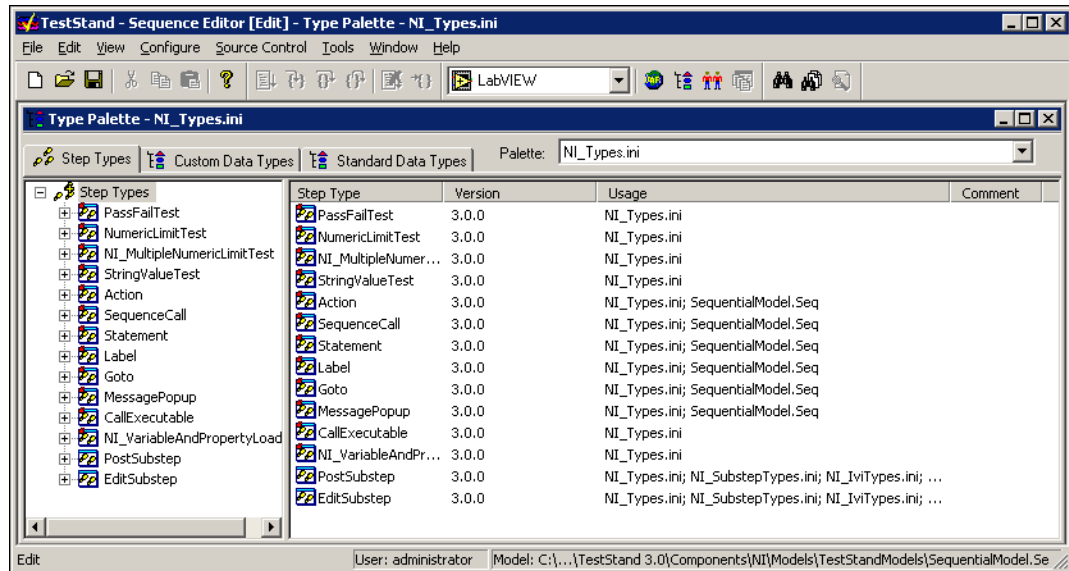 TestStand - Sequence Editor [Edit] - Type Palette - NI_Types.ini
File Edit View Configure Source Control Tools Window Help
LabVIEW
Type Palette - NI_Types.ini
Step Types Custom Data Types Standard Data Types Palette: NI_Types.ini
Step Types
PassFailTest
NumericLimitTest
NI_MultipleNumericLimitTest
StringValueTest
Action
SequenceCall
Statement
Label
Goto
MessagePopup
CallExecutable
NI_VariableAndPropertyLoad
PostSubstep
EditSubstep
Step Type Version Usage Comment
PassFailTest 3.0.0 NI_Types.ini
NumericLimitTest 3.0.0 NI_Types.ini
NI_MultipleNumer... 3.0.0 NI_Types.ini
StringValueTest 3.0.0 NI_Types.ini
Action 3.0.0 NI_Types.ini; SequentialModel.Seq
SequenceCall 3.0.0 NI_Types.ini; SequentialModel.Seq
Statement 3.0.0 NI_Types.ini; SequentialModel.Seq
Label 3.0.0 NI_Types.ini; SequentialModel.Seq
Goto 3.0.0 NI_Types.ini; SequentialModel.Seq
MessagePopup 3.0.0 NI_Types.ini; SequentialModel.Seq
CallExecutable 3.0.0 NI_Types.ini
NI_VariableAndPr... 3.0.0 NI_Types.ini
PostSubstep 3.0.0 NI_Types.ini; NI_SubstepTypes.ini; NI_IviTypes.ini; ...
EditSubstep 3.0.0 NI_Types.ini; NI_SubstepTypes.ini; NI_IviTypes.ini; ...
Edit User: administrator Model: C:\...\TestStand 3.0\Components\NI\Models\TestStandModels\SequentialModel.Se